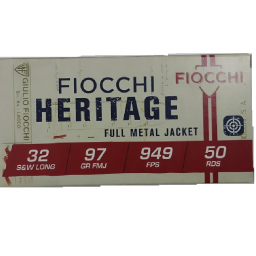 FIOCCHI
HERITAGE
FULL METAL JACKET
FIOCCHI
GIULIO FIOCCHI
32
S&W LONG
97
GR FMJ
949
FPS
50
RDS